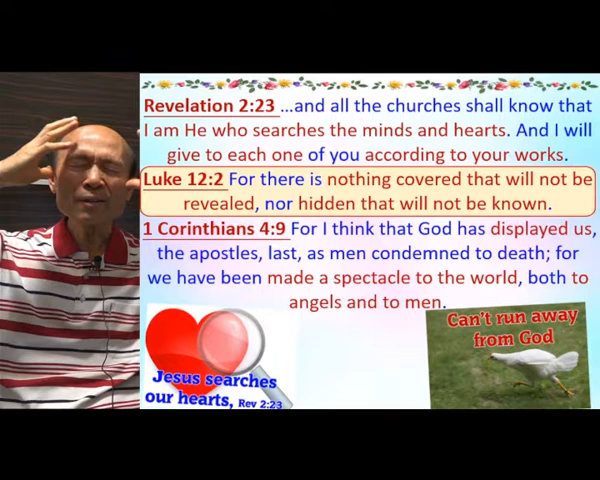 Revelation 2:23 ...and all the churches shall know that
I am He who searches the minds and hearts. And I will
give to each one of you according to your works.
Luke 12:2 For there is nothing covered that will not be
revealed, nor hidden that will not be known.
1 Corinthians 4:9 For I think that God has displayed us,
the apostles, last, as men condemned to death; for
we have been made a spectacle to the world, both to
angels and to men.
Jesus searches
our hearts, Rev 2:23
Can't run away
from God